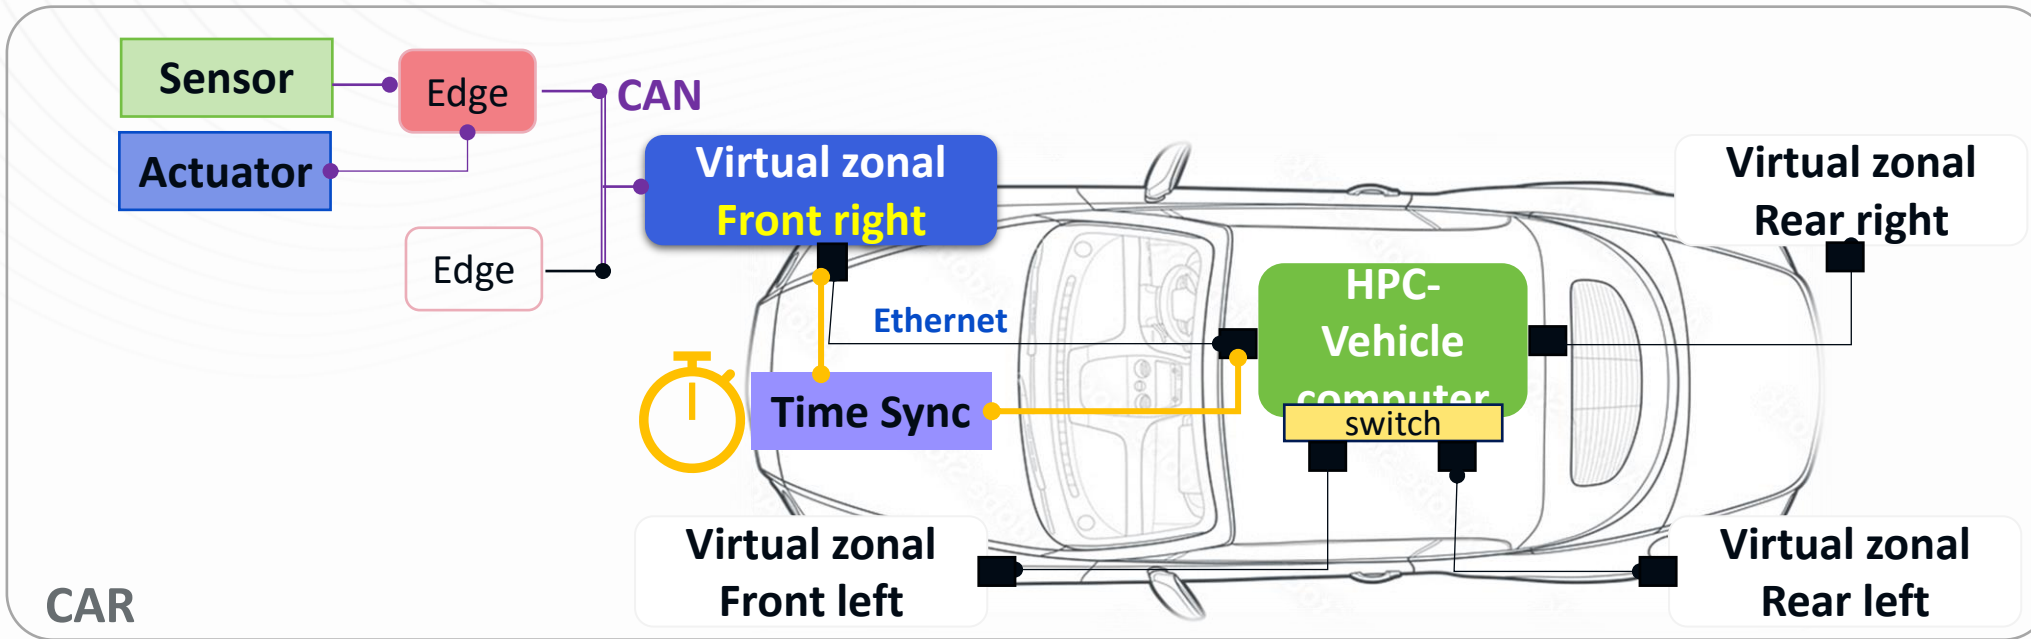 Sensor
Edge
CAN
Actuator
Virtual zonal
Front right
Virtual zonal
Rear right
Edge
Ethernet
HPC-
Vehicle
computer
switch
Time Sync
Virtual zonal
Front left
Virtual zonal
Rear left
CAR